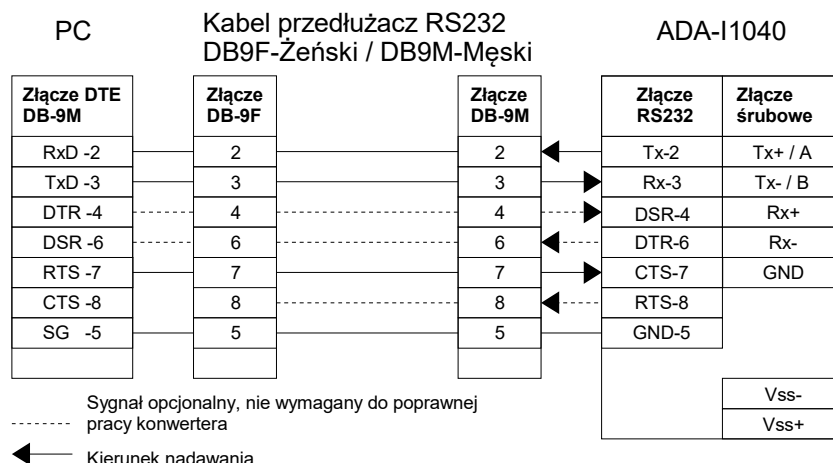 PC
Kabel przedłużacz RS232
DB9F-Żeński / DB9M-Męski
ADA-I1040
Złącze DTE
DB-9M
Złącze
DB-9F
Złącze
DB-9M
Złącze
RS232
Złącze
śrubowe
RxD -2 2 2 Tx-2 Tx+ / A
TxD -3 3 3 Rx-3 Tx- / B
DTR -4 4 4 DSR-4 Rx+
DSR -6 6 6 DTR-6 Rx-
RTS -7 7 7 CTS-7 GND
CTS -8 8 8 RTS-8
SG -5 5 5 GND-5
Vss-
Vss+
Sygnał opcjonalny, nie wymagany do poprawnej
pracy konwertera
Kierunek nadawania